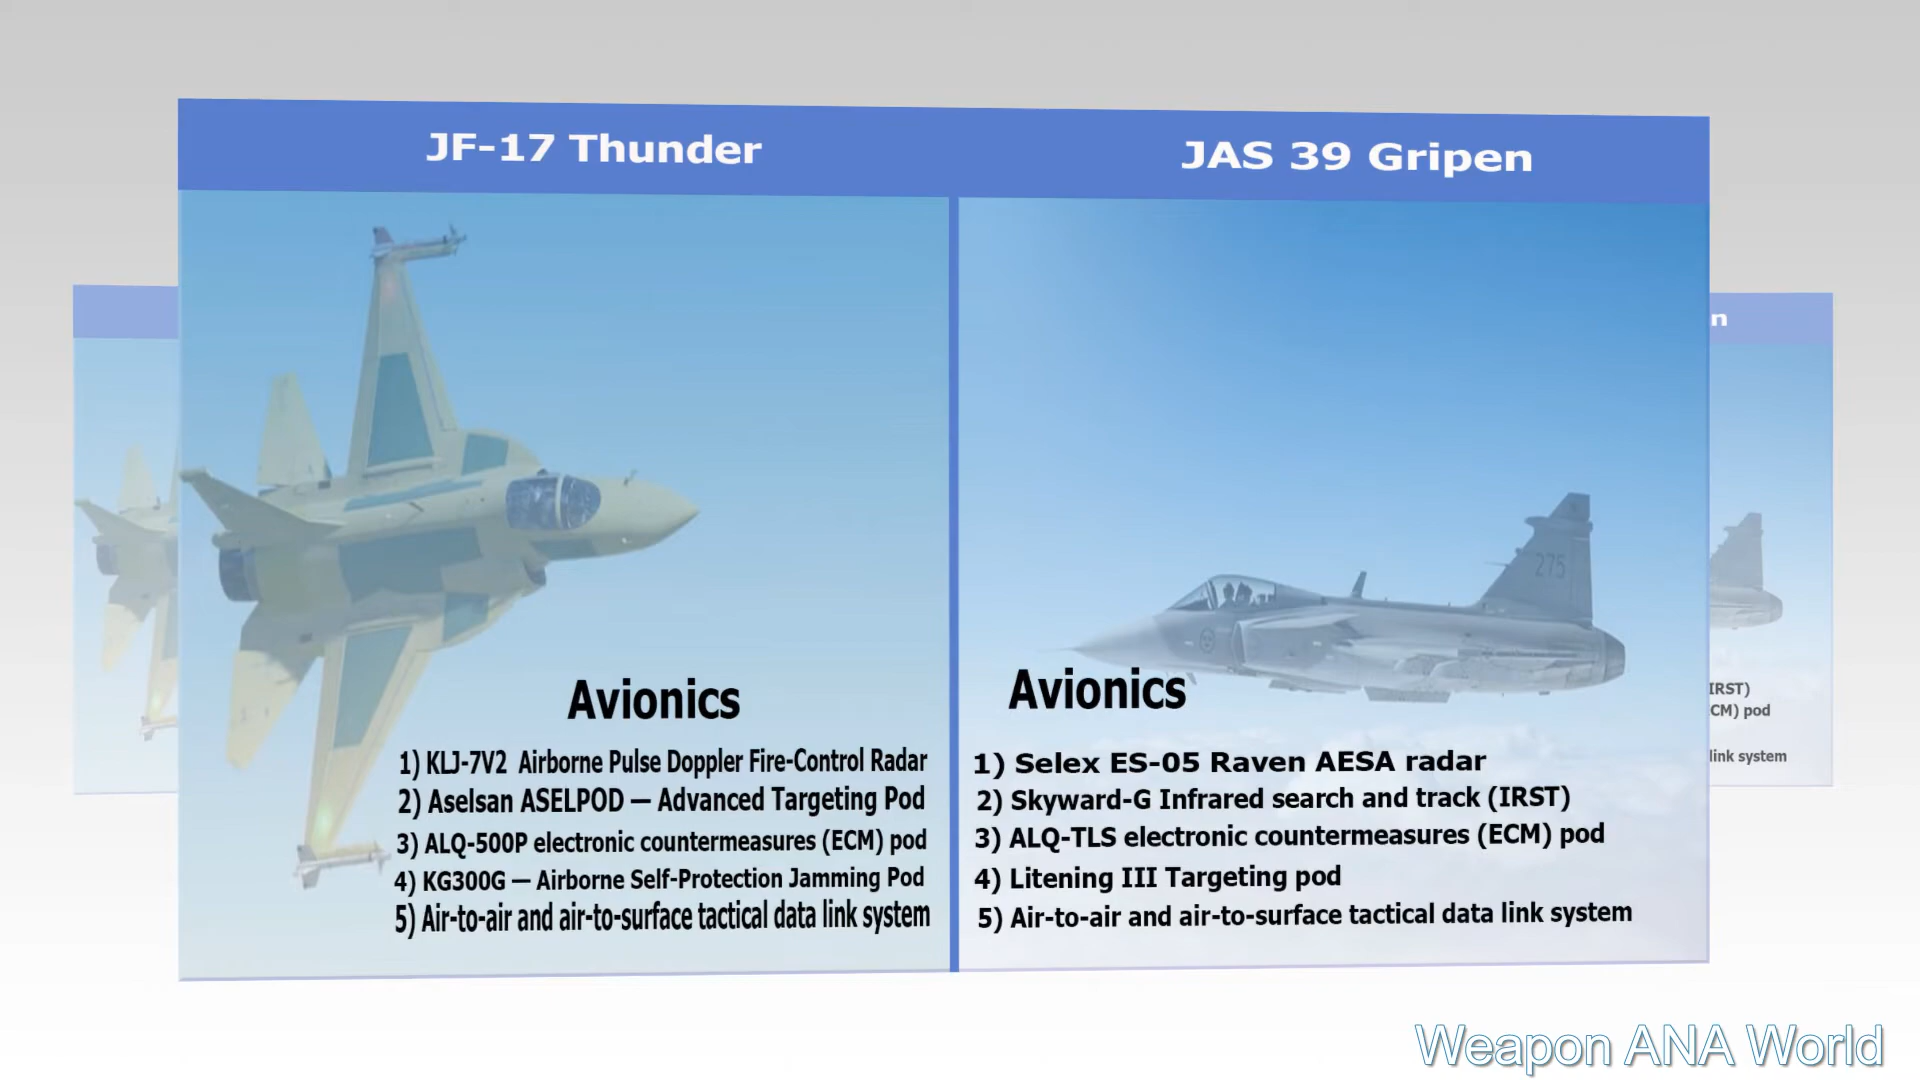 JF-17 Thunder
JAS 39 Gripen
n
275
Avionics
1) KLJ-7V2 Airborne Pulse Doppler Fire-Control Radar
2) Aselsan ASELPOD — Advanced Targeting Pod
3) ALQ-500P electronic countermeasures (ECM) pod
4) KG300G — Airborne Self-Protection Jamming Pod
5) Air-to-air and air-to-surface tactical data link system
Avionics
1) Selex ES-05 Raven AESA radar
2) Skyward-G Infrared search and track (IRST)
3) ALQ-TLS electronic countermeasures (ECM) pod
4) Litening III Targeting pod
5) Air-to-air and air-to-surface tactical data link system
IRST)
CM) pod
link system
Weapon ANA World